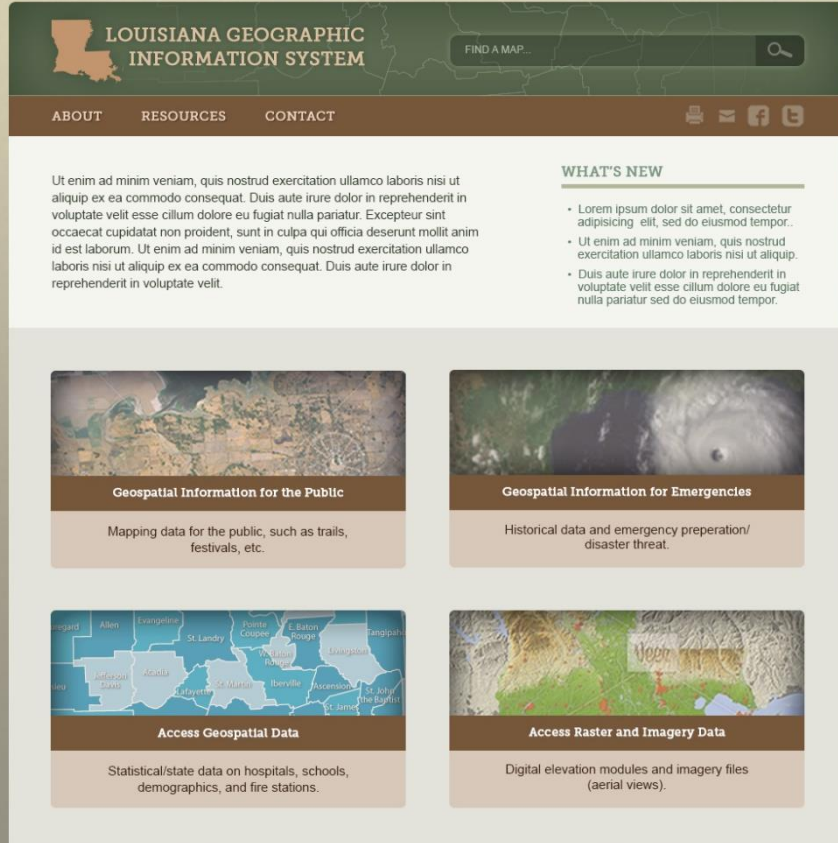 LOUISIANA GEOGRAPHIC
INFORMATION SYSTEM
FIND A MAP...
ABOUT RESOURCES CONTACT
Ut enim ad minim veniam, quis nostrud exercitation ullamco laboris nisi ut
aliquip ex ea commodo consequat. Duis aute irure dolor in reprehenderit in
voluptate velit esse cillum dolore eu fugiat nulla pariatur. Excepteur sint
occaecat cupidatat non proident, sunt in culpa qui officia deserunt mollit anim
id est laborum. Ut enim ad minim veniam, quis nostrud exercitation ullamco
laboris nisi ut aliquip ex ea commodo consequat. Duis aute irure dolor in
reprehenderit in voluptate velit.
WHAT'S NEW
• Lorem ipsum dolor sit amet, consectetur
adipisicing elit, sed do eiusmod tempor..
• Ut enim ad minim veniam, quis nostrud
exercitation ullamco laboris nisi ut aliquip.
• Duis aute irure dolor in reprehenderit in
voluptate velit esse cillum dolore eu fugiat
nulla pariatur sed do eiusmod tempor.
Geospatial Information for the Public
Mapping data for the public, such as trails,
festivals, etc.
Geospatial Information for Emergencies
Historical data and emergency preperation/
disaster threat.
Allen
Evangeline
St. Landry
Pointe
Coupee
E. Baton
Rouge
Tangipah
W. Baton
Rouge
Livingston
Jefferson
Davis
Acadia
Lafayette
St. Martin
Iberville
Ascension
St. James
St. John
the Baptist
Access Geospatial Data
Statistical/state data on hospitals, schools,
demographics, and fire stations.
Access Raster and Imagery Data
Digital elevation modules and imagery files
(aerial views).